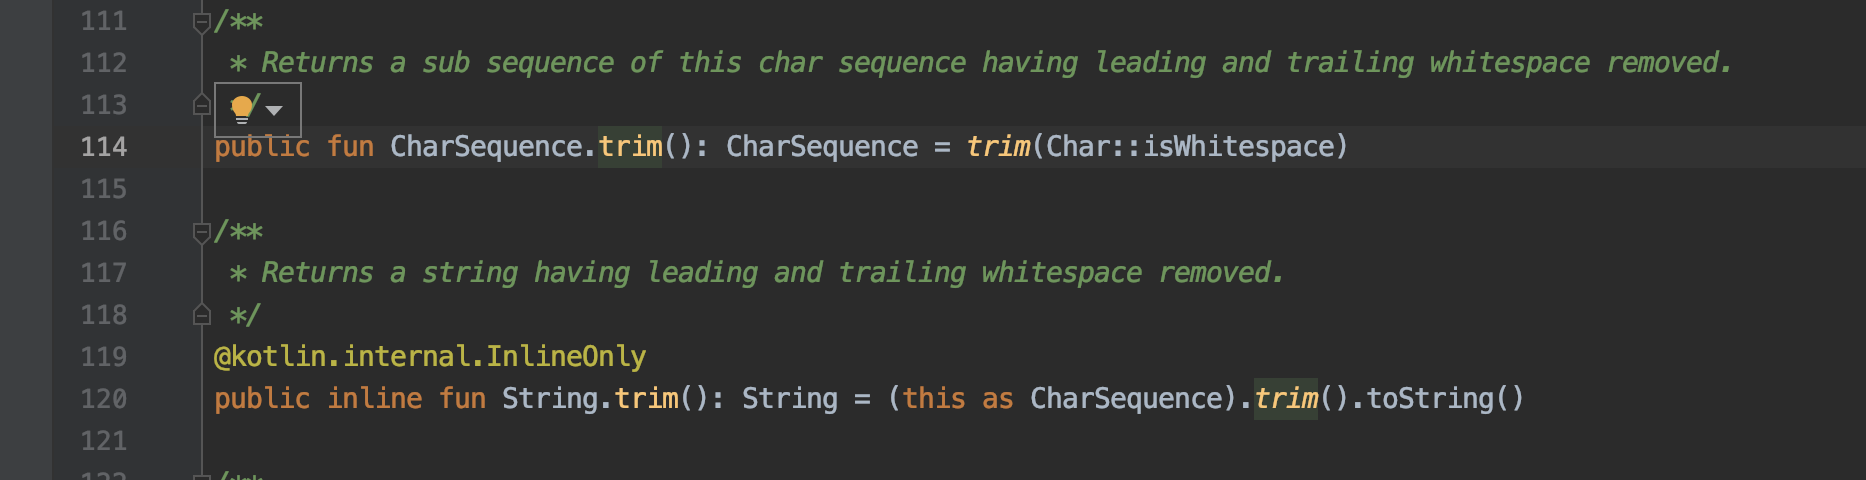 111 /**
112 * Returns a sub sequence of this char sequence having leading and trailing whitespace removed.
113 */
114 public fun CharSequence.trim(): CharSequence = trim(Char::isWhitespace)
115
116 /**
117 * Returns a string having leading and trailing whitespace removed.
118 */
119 @kotlin.internal.InlineOnly
120 public inline fun String.trim(): String = (this as CharSequence).trim().toString()
121
122 /**